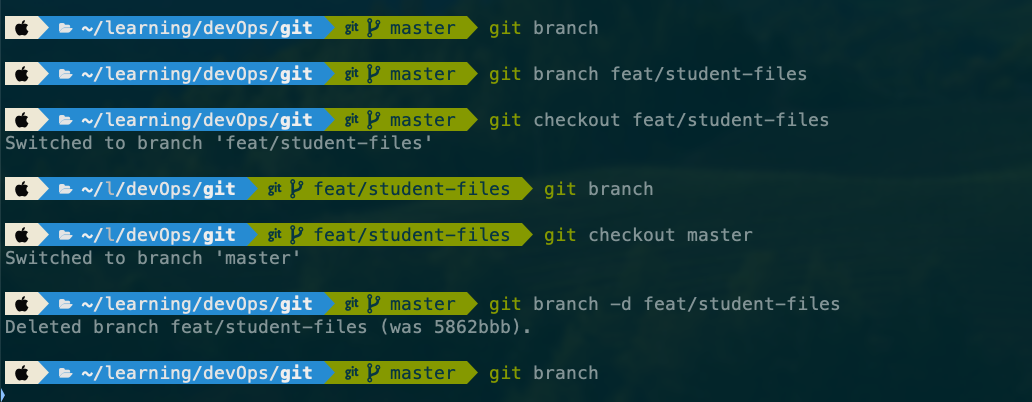 ~/learning/devOps/git git master git branch
~/learning/devOps/git git master git branch feat/student-files
~/learning/devOps/git git master git checkout feat/student-files
Switched to branch 'feat/student-files'
~/l/devOps/git git feat/student-files git branch
~/l/devOps/git git feat/student-files git checkout master
Switched to branch 'master'
~/learning/devOps/git git master git branch -d feat/student-files
Deleted branch feat/student-files (was 5862bbb).
~/learning/devOps/git git master git branch